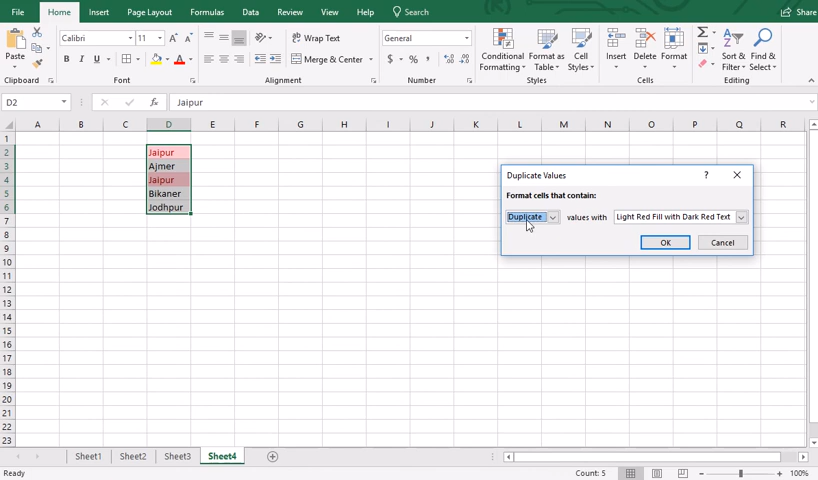 File Home Insert Page Layout Formulas Data Review View Help Search Share
Calibri 11 A A Wrap Text General Conditional Formatting Format as Table Cell Styles Insert Delete Format Sort & Filter Find & Select
Paste B I U A Merge & Center $ % ,
Clipboard Font Alignment Number Styles Cells Editing
D2 fx Jaipur
A B C D E F G H I J K L M N O P Q R
1
2 Jaipur
3 Ajmer
4 Jaipur
5 Bikaner
6 Jodhpur
7
8
9
10
11
12
13
14
15
16
17
18
19
20
21
22
23
Duplicate Values ?
Format cells that contain:
Duplicate values with Light Red Fill with Dark Red Text
OK Cancel
Sheet1 Sheet2 Sheet3 Sheet4
Ready Count: 5 100%